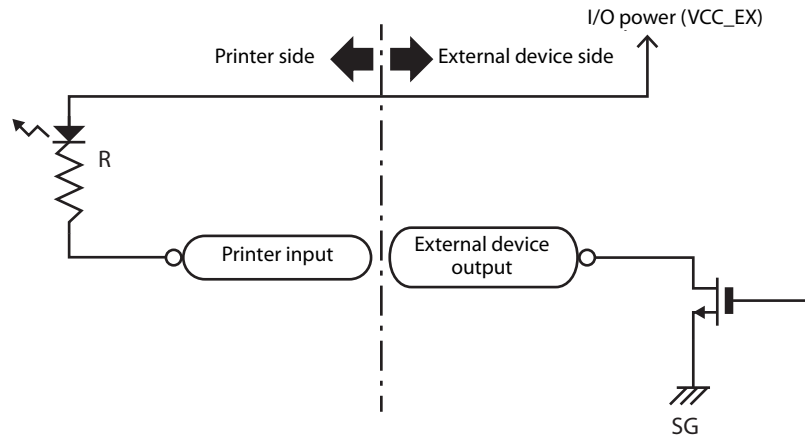 I/O power (VCC_EX)
Printer side
External device side
R
Printer input
External device
output
SG